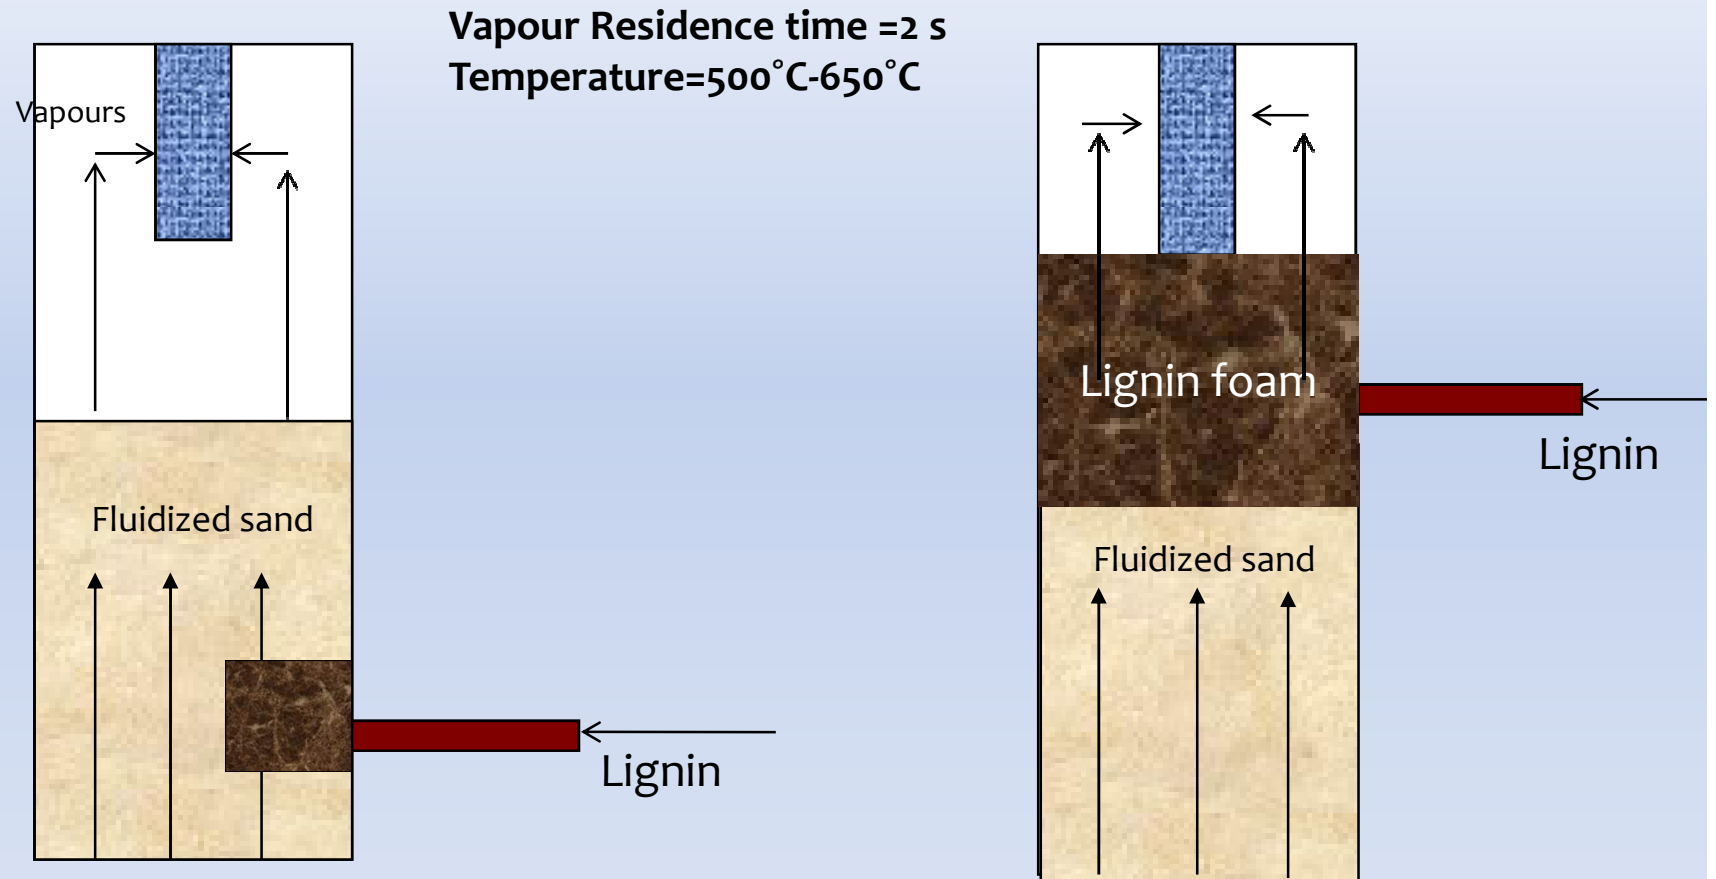 Vapour Residence time =2 s
Temperature=500°C-650°C
Vapours
Fluidized sand
Lignin
Lignin foam
Lignin
Fluidized sand